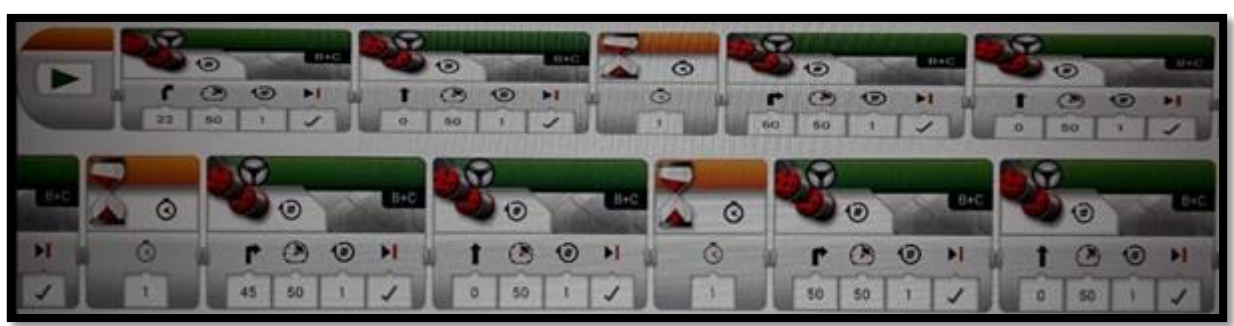 B+C B+C B+C B+C
22 50 1 0 50 1 1 60 50 1 0 50 1
B+C B+C B+C B+C B+C
1 45 50 1 0 50 1 1 50 50 1 0 50 1